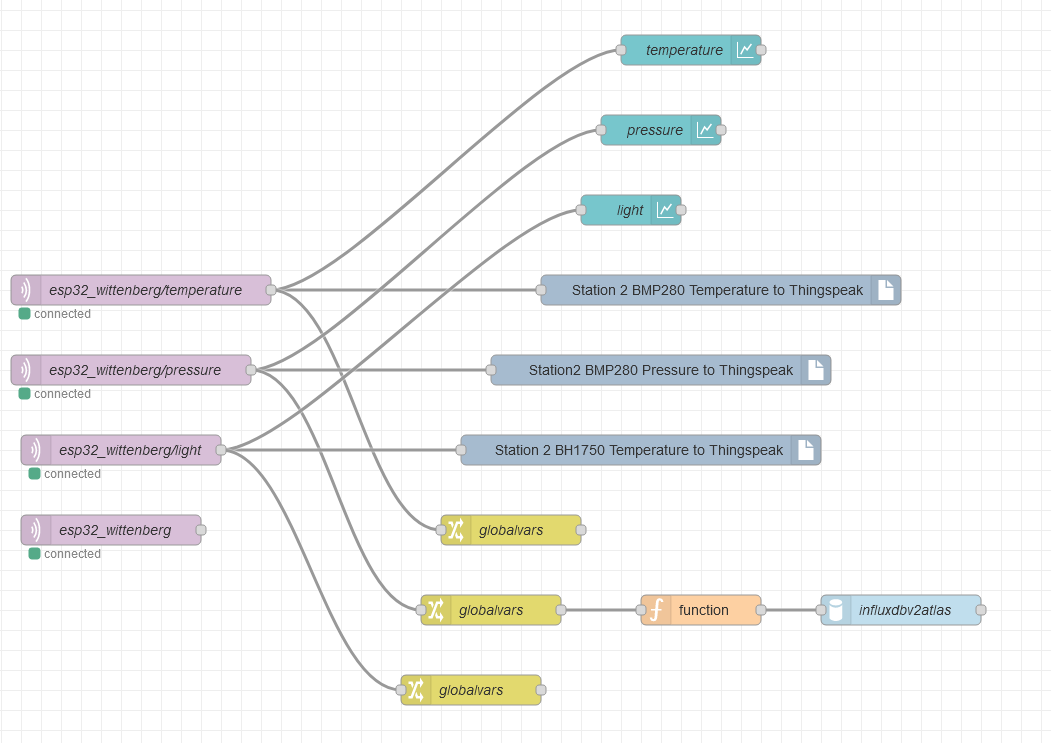 temperature
pressure
light
esp32_wittenberg/temperature
Station 2 BMP280 Temperature to Thingspeak
connected
esp32_wittenberg/pressure
Station2 BMP280 Pressure to Thingspeak
connected
esp32_wittenberg/light
Station 2 BH1750 Temperature to Thingspeak
connected
esp32_wittenberg
globalvars
connected
globalvars
function
influxdbv2atlas
globalvars